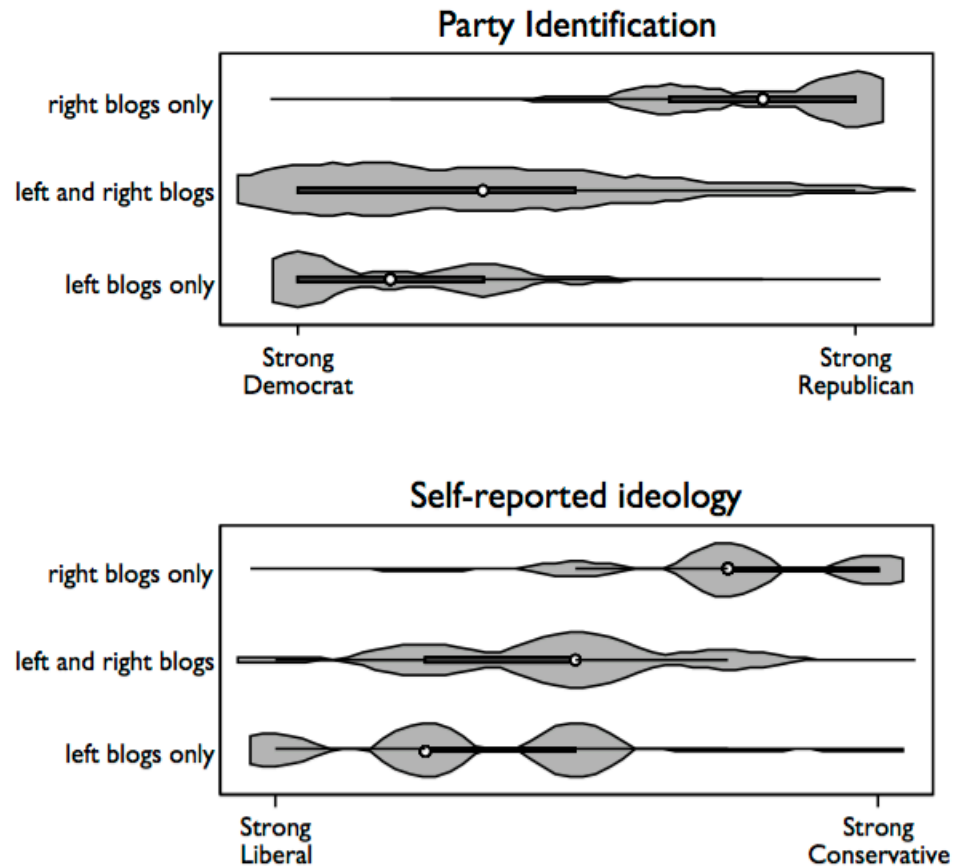 Party Identification
right blogs only
left and right blogs
left blogs only
Strong
Democrat
Strong
Republican
Self-reported ideology
right blogs only
left and right blogs
left blogs only
Strong
Liberal
Strong
Conservative